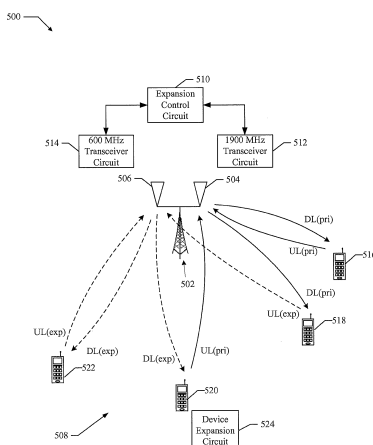 500
510
Expansion
Control
Circuit
514
600 MHz
Transceiver
Circuit
1900 MHz
Transceiver
Circuit
512
506
504
DL(pri)
UL(pri)
502
DL(pri)
UL(exp)
518
UL(exp)
DL(exp)
DL(exp)
UL(pri)
522
520
508
Device
Expansion
Circuit
524